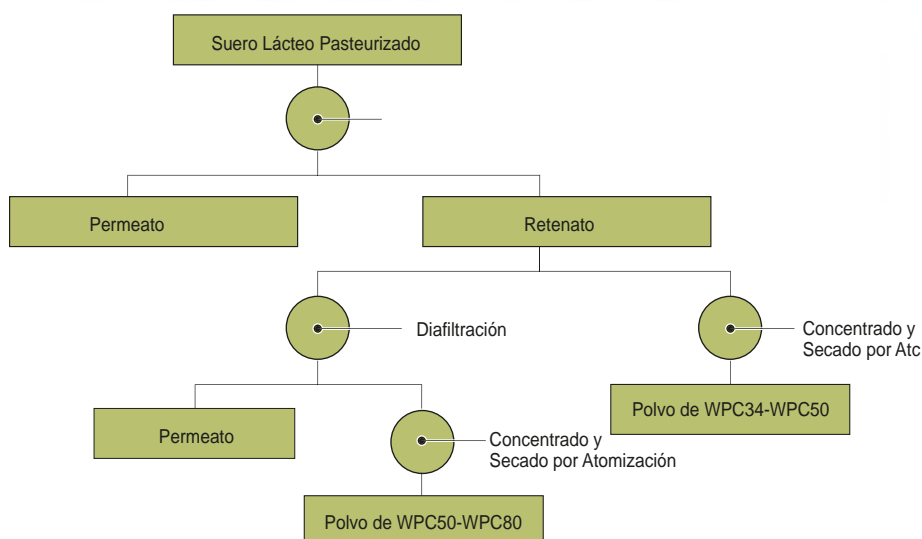 Suero Lácteo Pasteurizado
Permeato
Retenato
Diafiltración
Concentrado y
Secado por Atc
Polvo de WPC34-WPC50
Permeato
Concentrado y
Secado por Atomización
Polvo de WPC50-WPC80